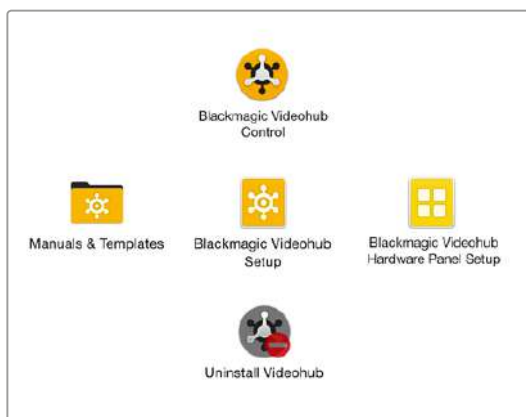 Blackmagic Videohub
Control
Manuals & Templates
Blackmagic Videohub
Setup
Blackmagic Videohub
Hardware Panel Setup
Uninstall Videohub